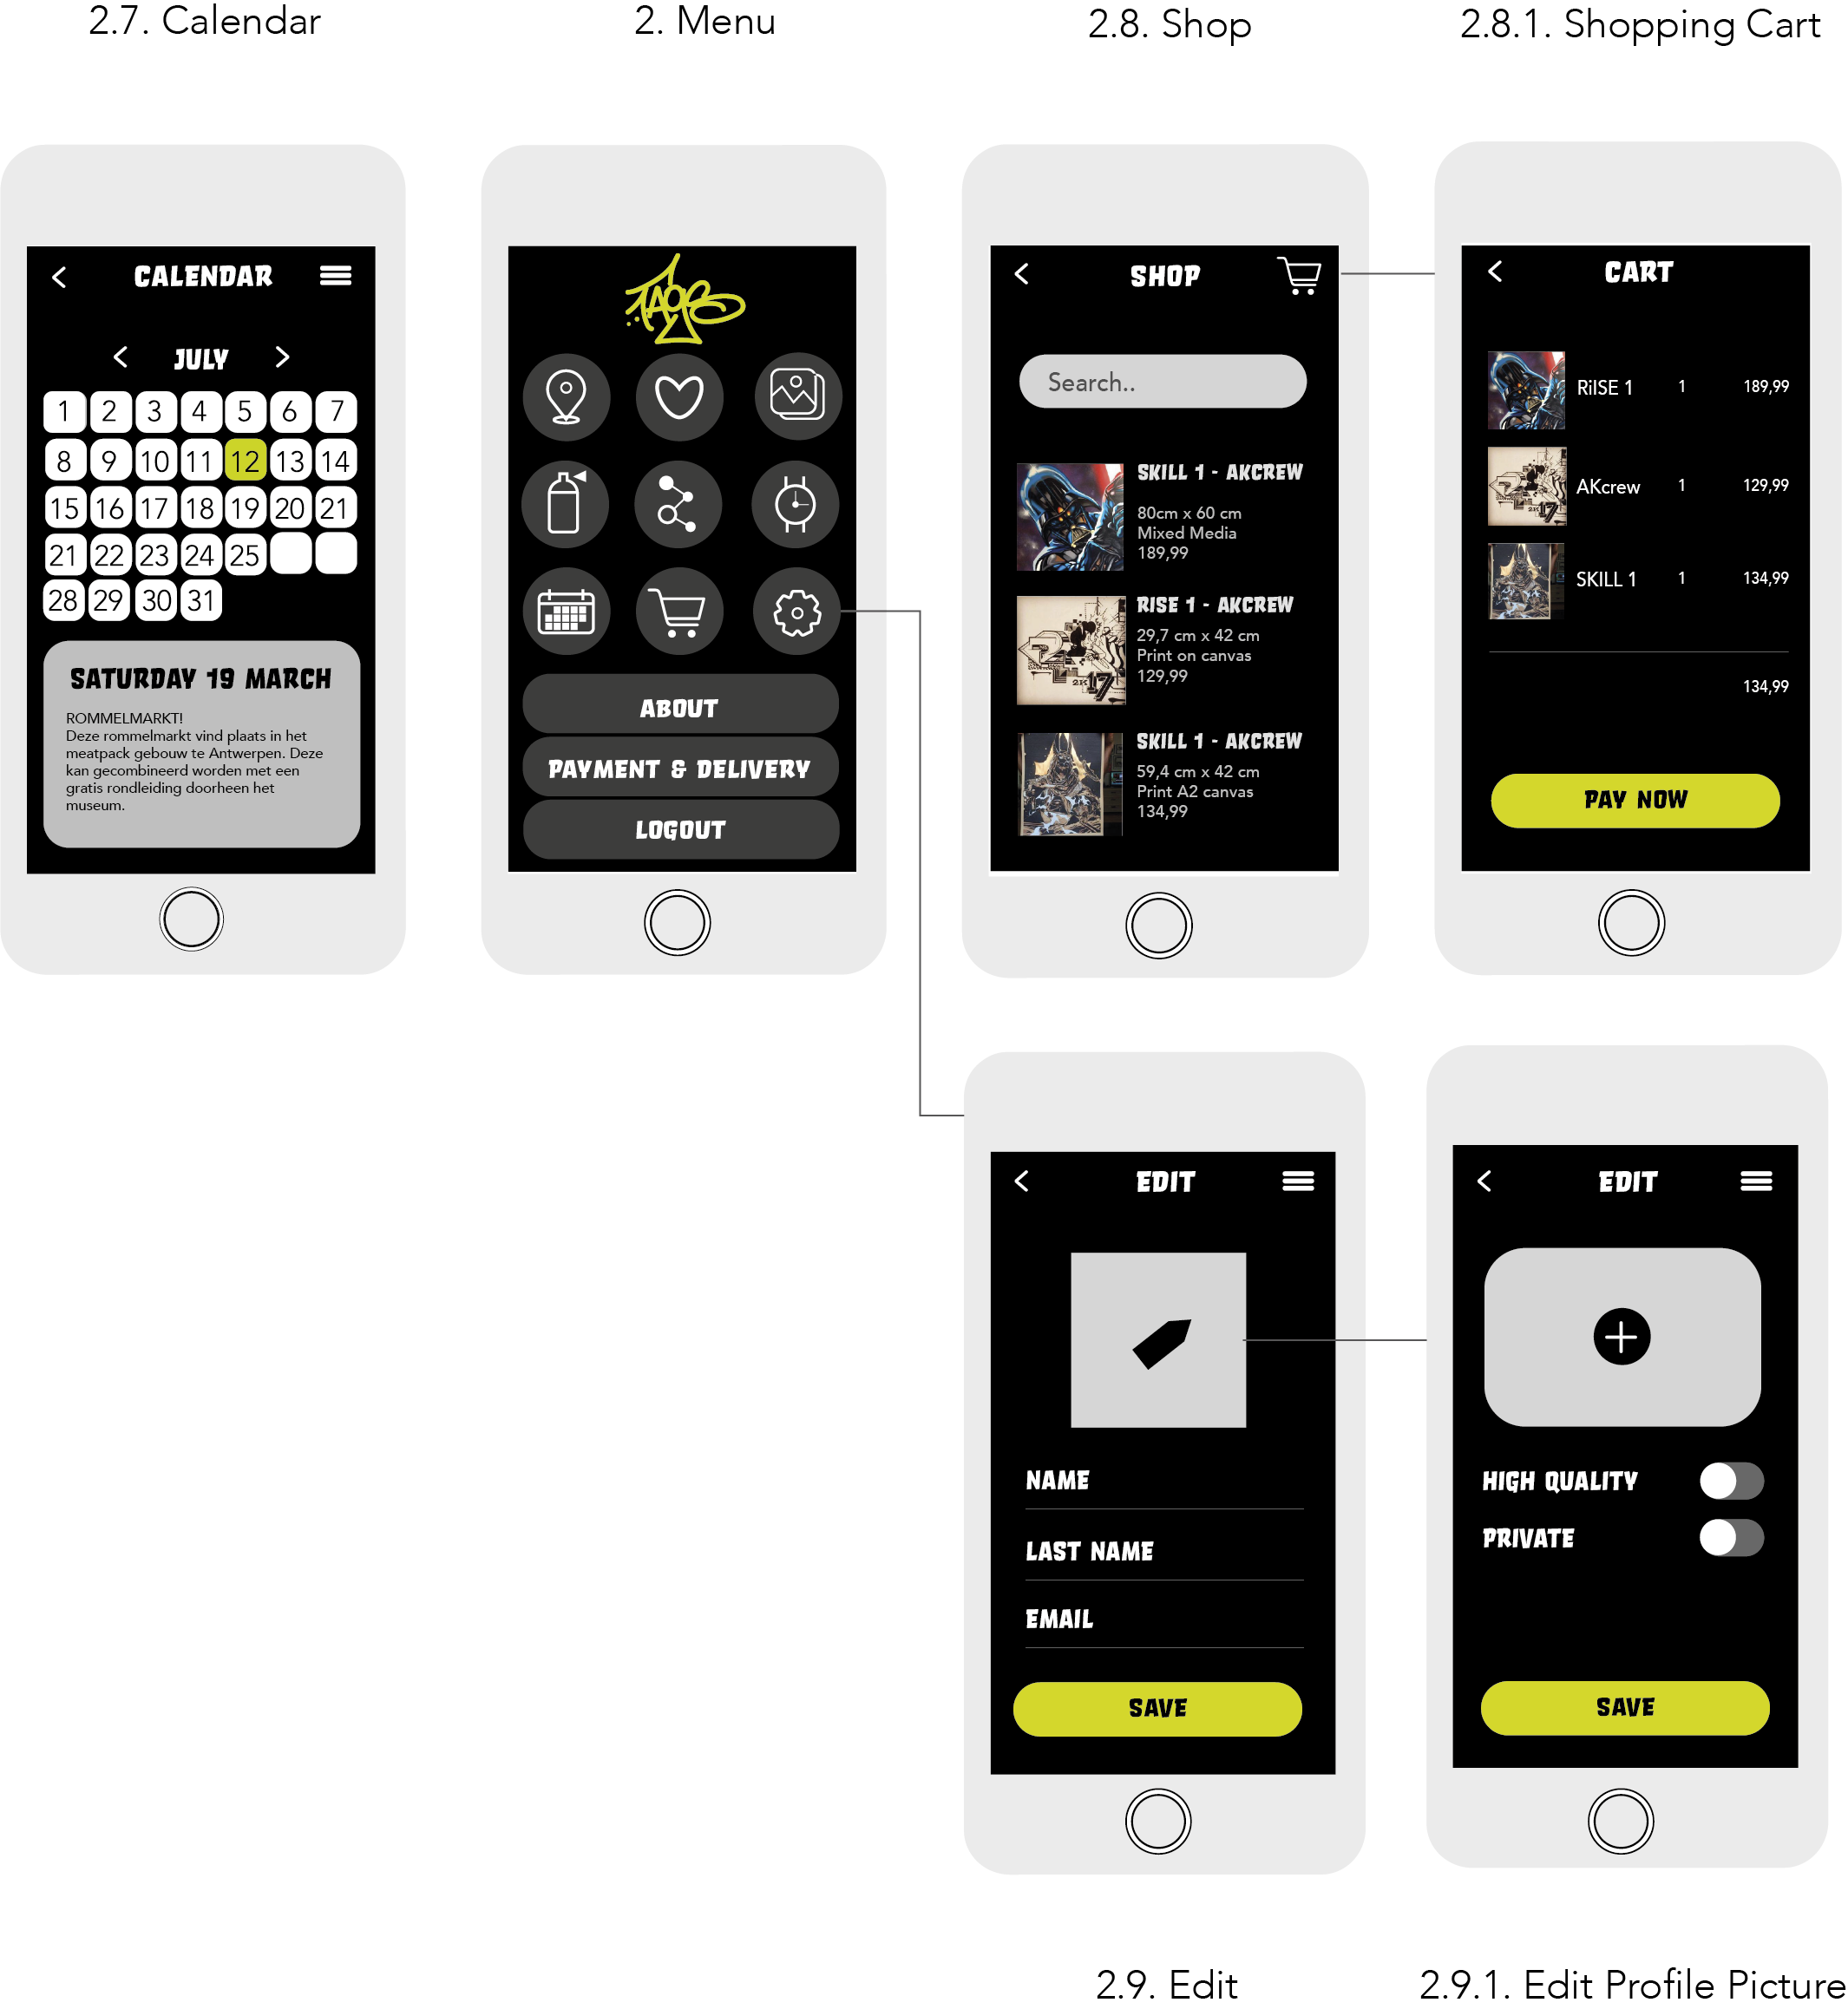 2.7. Calendar
2. Menu
2.8. Shop
2.8.1. Shopping Cart
CALENDAR
JULY
1 2 3 4 5 6 7
8 9 10 11 12 13 14
15 16 17 18 19 20 21
21 22 23 24 25
28 29 30 31
SATURDAY 19 MARCH
ROMMELMARKT!
Deze rommelmarkt vind plaats in het
meatpack gebouw te Antwerpen. Deze
kan gecombineerd worden met een
gratis rondleiding doorheen het
museum.
ABOUT
PAYMENT & DELIVERY
LOGOUT
SHOP
Search..
SKILL 1 - AKCREW
80cm x 60 cm
Mixed Media
189,99
RISE 1 - AKCREW
29,7 cm x 42 cm
Print on canvas
129,99
2K17
SKILL 1 - AKCREW
59,4 cm x 42 cm
Print A2 canvas
134,99
CART
RiISE 1 1 189,99
AKcrew 1 129,99
2K17
SKILL 1 1 134,99
134,99
PAY NOW
EDIT
NAME
LAST NAME
EMAIL
SAVE
EDIT
HIGH QUALITY
PRIVATE
SAVE
2.9. Edit
2.9.1. Edit Profile Picture